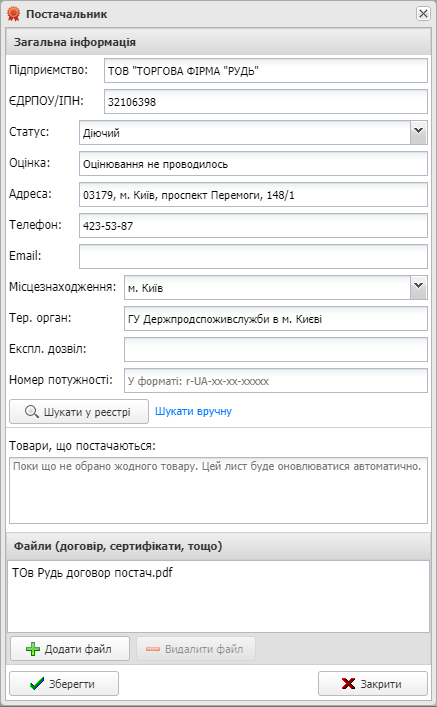 Постачальник
Загальна інформація
Підприємство: ТОВ "ТОРГОВА ФІРМА "РУДЬ"
ЄДРПОУ/ІПН: 32106398
Статус: Діючий
Оцінка: Оцінювання не проводилось
Адреса: 03179, м. Київ, проспект Перемоги, 148/1
Телефон: 423-53-87
Email:
Місцезнаходження: м. Київ
Тер. орган: ГУ Держпродспоживслужби в м. Києві
Експл. дозвіл:
Номер потужності: У форматі: r-UA-xx-xx-xxxxx
Шукати у реєстрі Шукати вручну
Товари, що постачаються:
Поки що не обрано жодного товару. Цей лист буде оновлюватися автоматично.
Файли (договір, сертифікати, тощо)
ТОв Рудь договор постач.pdf
Додати файл Видалити файл
Зберегти Закрити